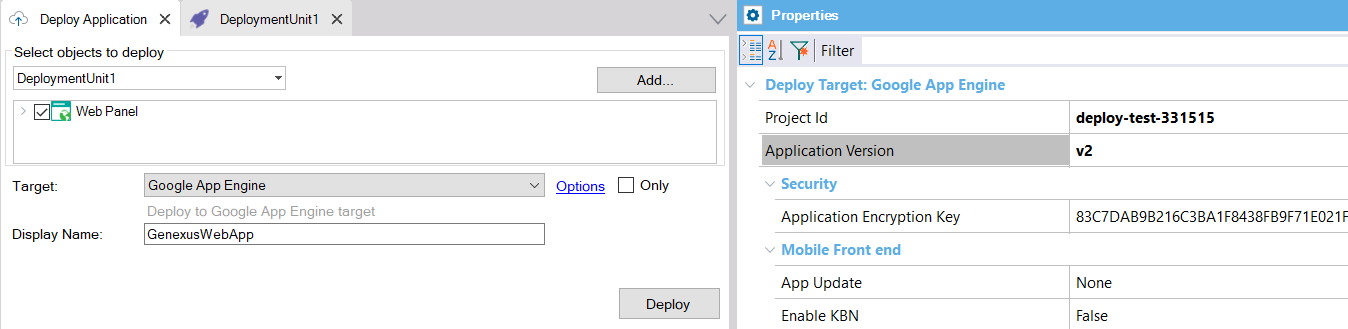 Deploy Application
DeploymentUnit1
Select objects to deploy
DeploymentUnit1
Add...
Web Panel
Target:
Google App Engine
Options
Only
Deploy to Google App Engine target
Display Name:
GenexusWebApp
Deploy
Properties
A
Z
Filter
Deploy Target: Google App Engine
Project Id
deploy-test-331515
Application Version
v2
Security
Application Encryption Key
83C7DAB9B216C3BA1F8438FB9F71E021F
Mobile Front end
App Update
None
Enable KBN
False